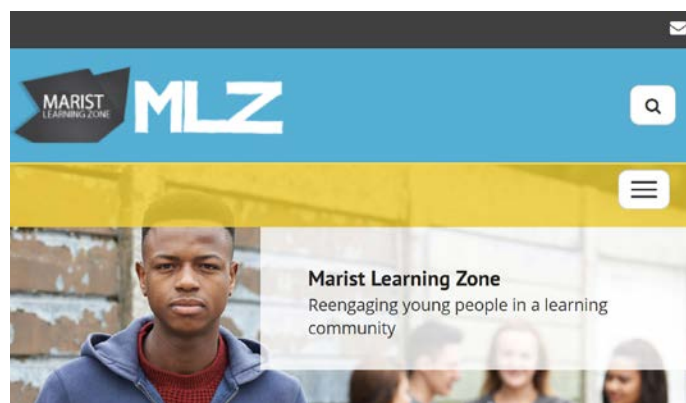 MARIST
LEARNING ZONE
MLZ
Marist Learning Zone
Reengaging young people in a learning
community